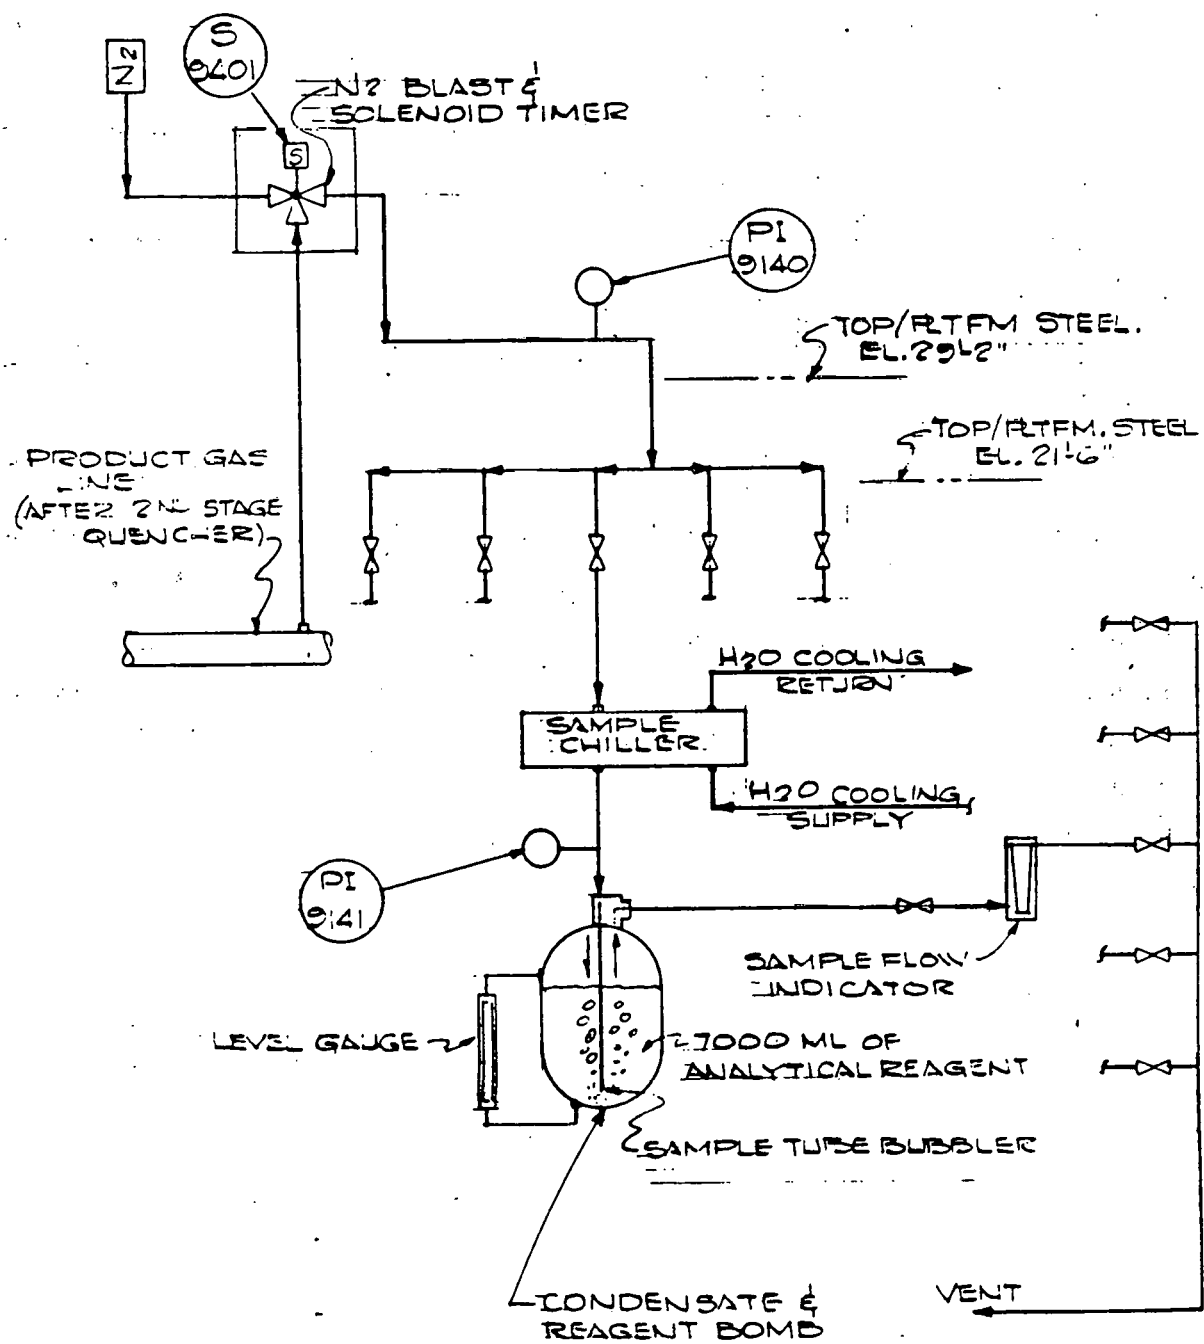 N2
S
9401
N2 BLAST &
SOLENOID TIMER
S
PI
9140
TOP/PLTFM STEEL.
EL. 29'-2"
TOP/PLTFM. STEEL
EL. 21'-6"
PRODUCT GAS
LINE
(AFTER 2ND STAGE
QUENCHER)
H2O COOLING
RETURN
SAMPLE
CHILLER.
H2O COOLING
SUPPLY
PI
9141
SAMPLE FLOW
INDICATOR
LEVEL GAUGE
1000 ML OF
ANALYTICAL REAGENT
SAMPLE TUBE BUBBLER
CONDENSATE &
REAGENT BOMB
VENT